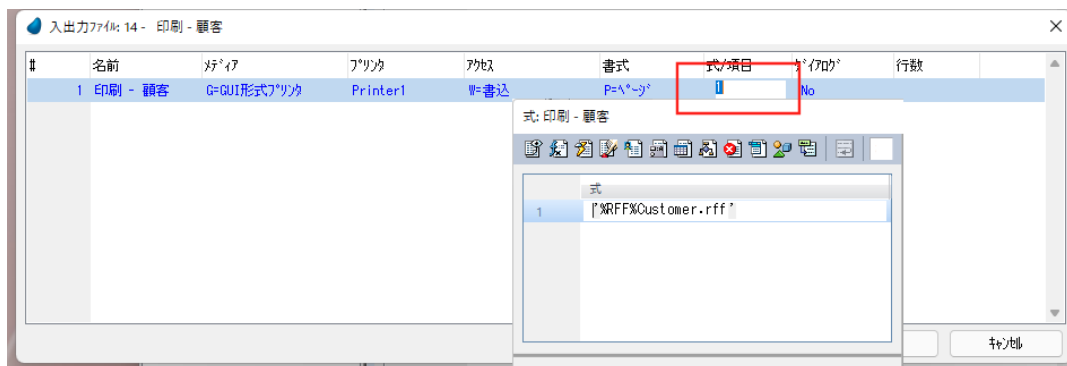 入出力ﾌｧｲﾙ: 14 - 印刷 - 顧客
# 名前 ﾒﾃﾞｨｱ ﾌﾟﾘﾝﾀ ｱｸｾｽ 書式 式/項目 ﾀﾞｲｱﾛｸﾞ 行数
1 印刷 - 顧客 G=GUI形式ﾌﾟﾘﾝﾀ Printer1 W=書込 P=ﾍﾟｰｼﾞ 1 No
式: 印刷 - 顧客
式
1 '%RFF%Customer.rff'
ｷｬﾝｾﾙ